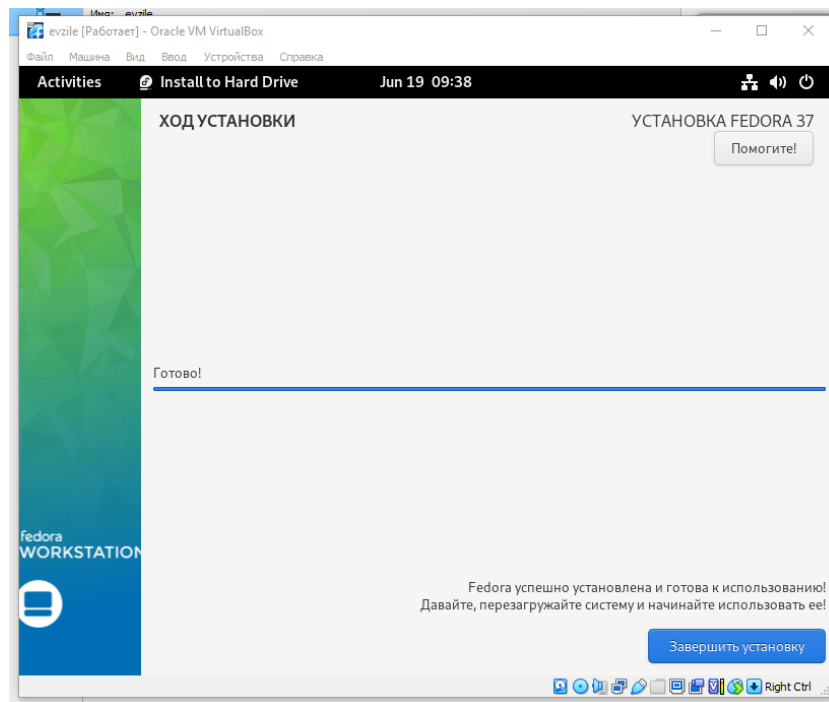 Имя: evzile
evzile [Работает] - Oracle VM VirtualBox
Файл Машина Вид Ввод Устройства Справка
Activities Install to Hard Drive Jun 19 09:38
ХОД УСТАНОВКИ
УСТАНОВКА FEDORA 37
Помогите!
Готово!
fedora
WORKSTATION
Fedora успешно установлена и готова к использованию!
Давайте, перезагружайте систему и начинайте использовать ее!
Завершить установку
Right Ctrl